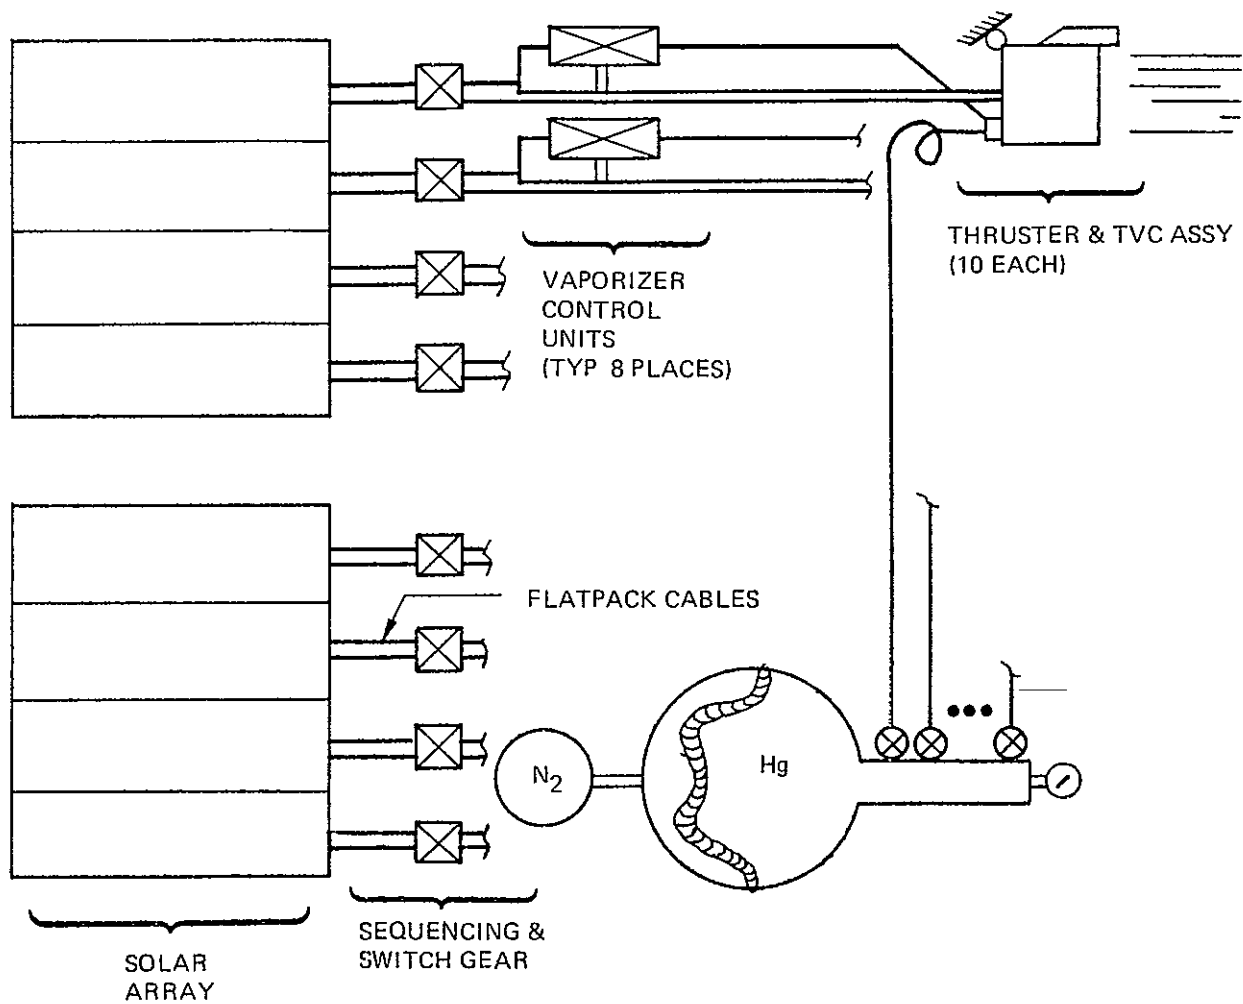 THRUSTER & TVC ASSY
(10 EACH)
VAPORIZER
CONTROL
UNITS
(TYP 8 PLACES)
FLATPACK CABLES
N2
Hg
SEQUENCING &
SWITCH GEAR
SOLAR
ARRAY